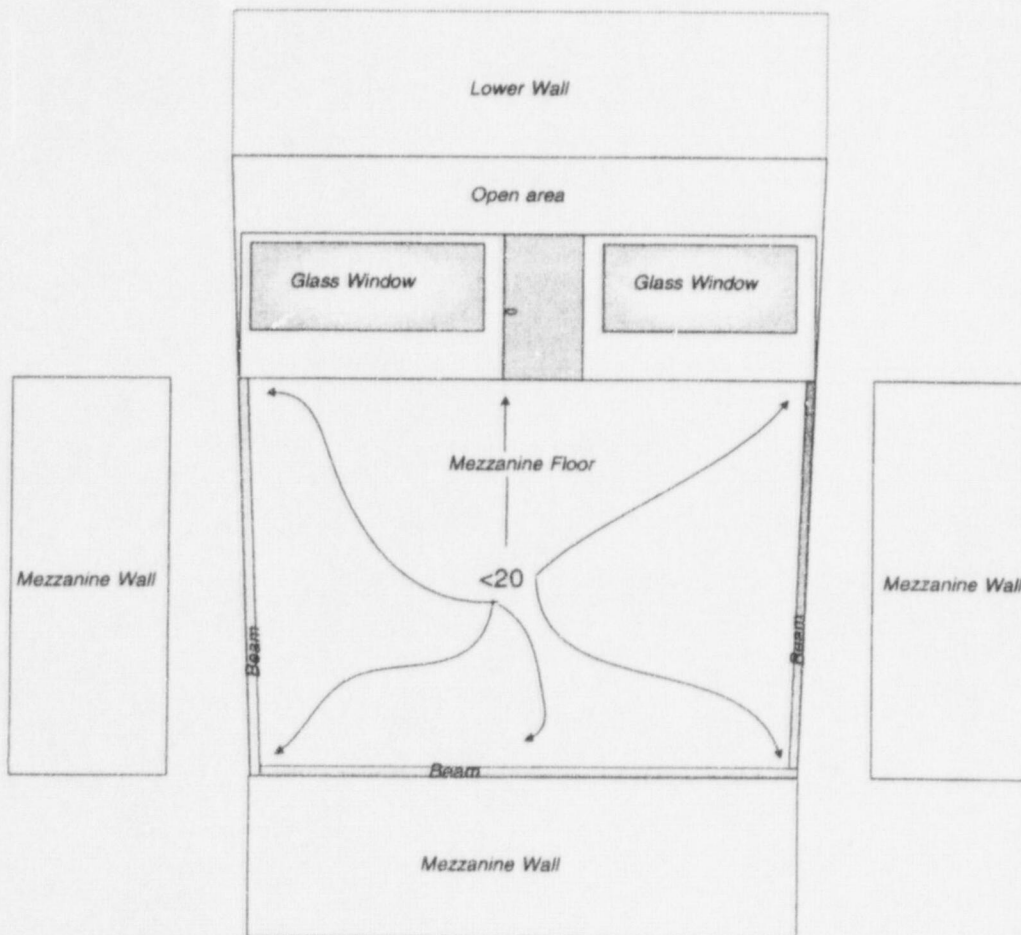 Lower Wall
Open area
Glass Window
Glass Window
Mezzanine Floor
<20
Mezzanine Wall
Mezzanine Wall
Beam
Beam
Beam
Mezzanine Wall